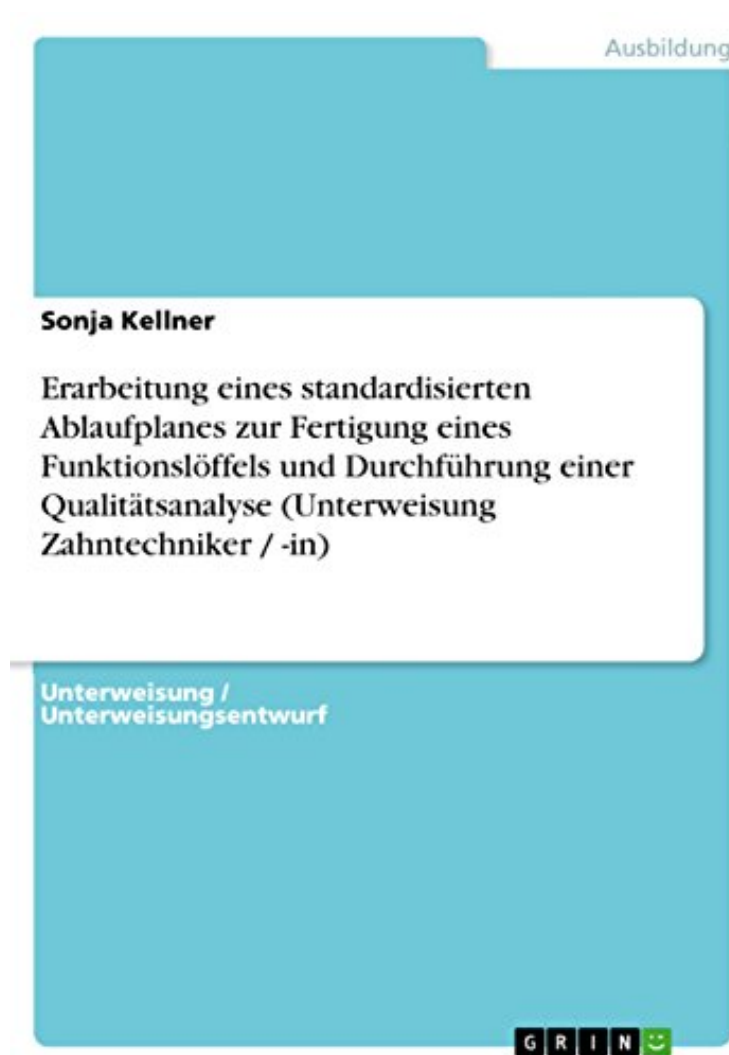 Ausbildung
Sonja Kellner
Erarbeitung eines standardisierten
Ablaufplanes zur Fertigung eines
Funktionslöffels und Durchführung einer
Qualitätsanalyse (Unterweisung
Zahntechniker / -in)
Unterweisung /
Unterweisungsentwurf
GRIN